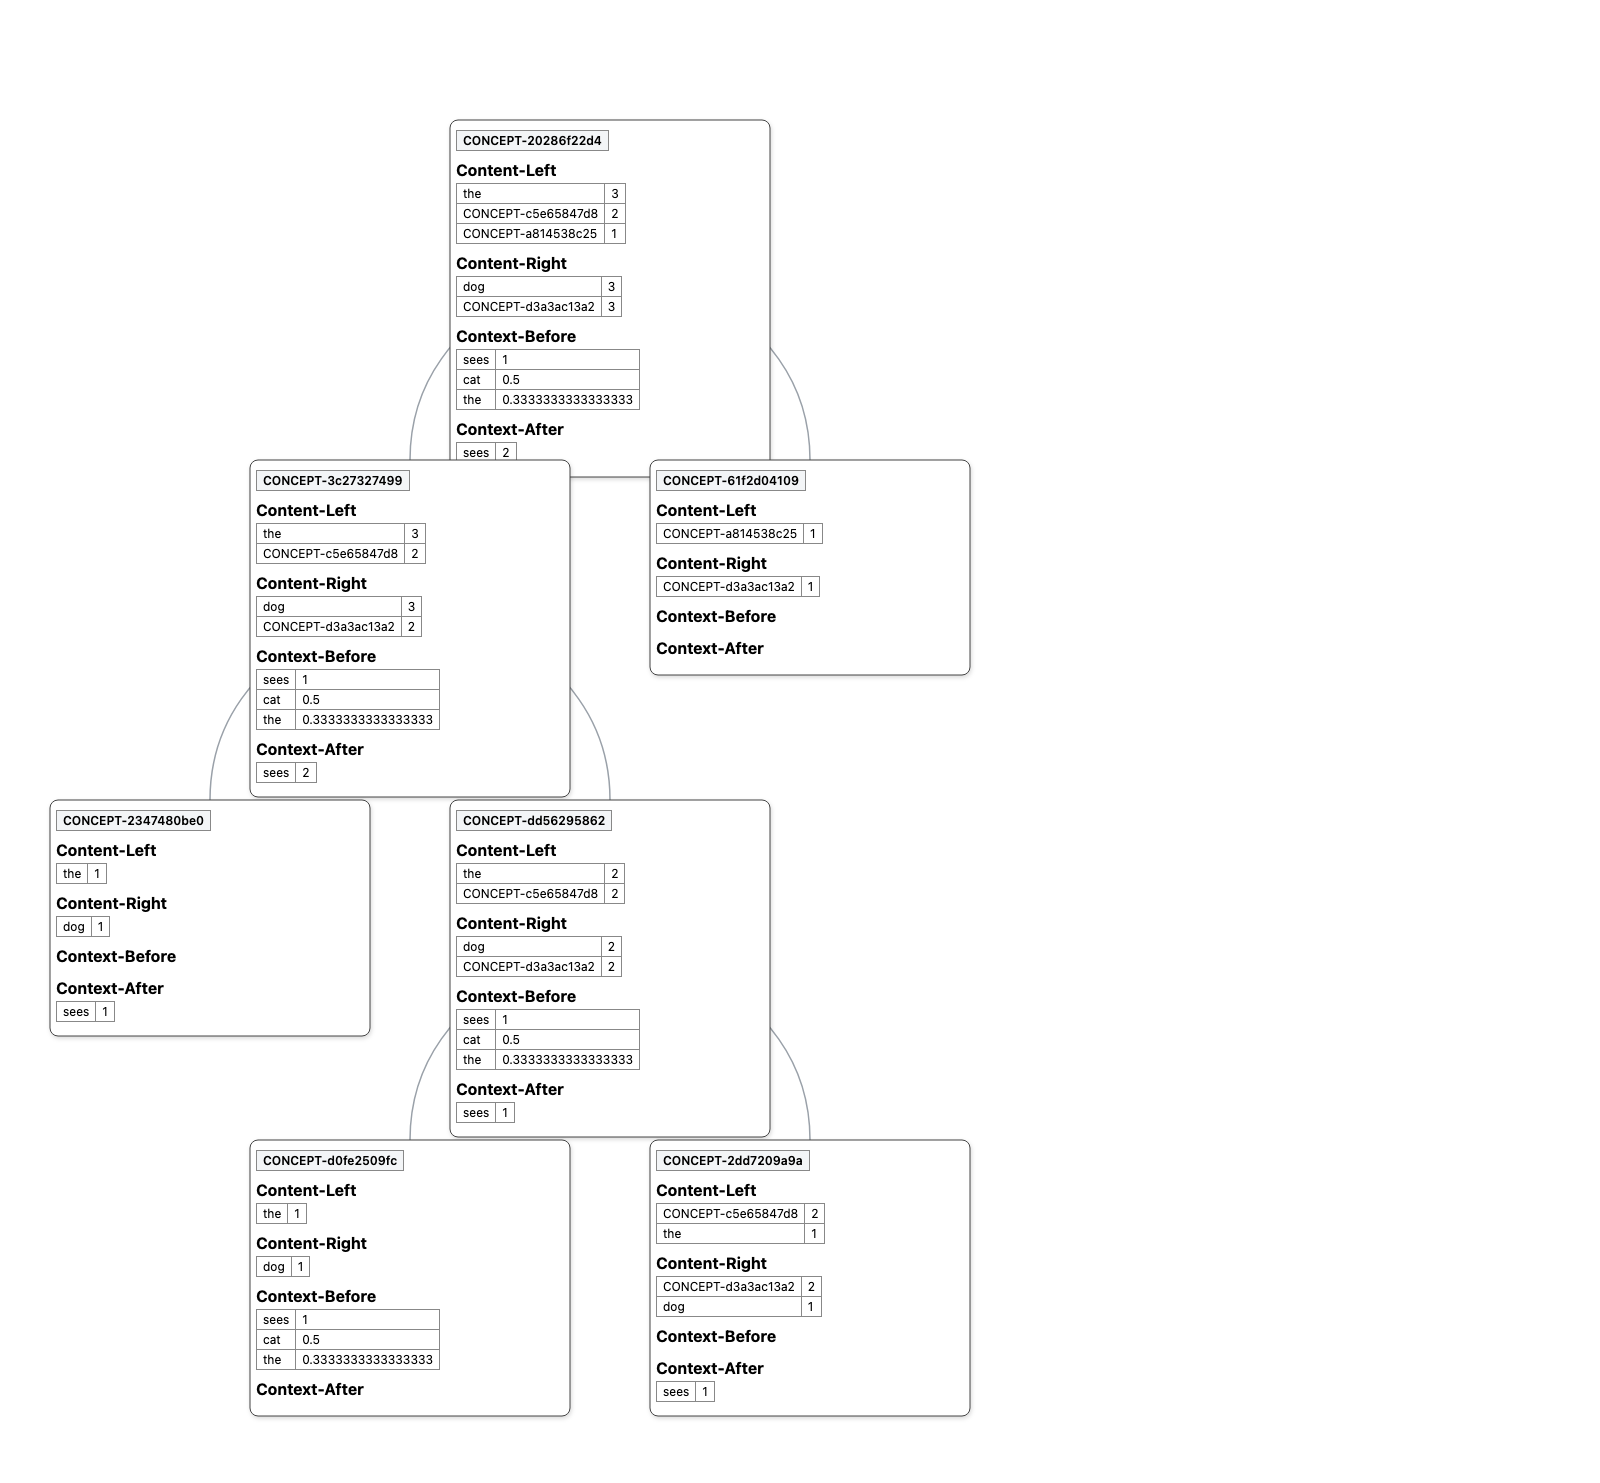 CONCEPT-20286f22d4
Content-Left
the 3
CONCEPT-c5e65847d8 2
CONCEPT-a814538c25 1
Content-Right
dog 3
CONCEPT-d3a3ac13a2 3
Context-Before
sees 1
cat 0.5
the 0.3333333333333333
Context-After
sees 2
CONCEPT-3c27327499
Content-Left
the 3
CONCEPT-c5e65847d8 2
Content-Right
dog 3
CONCEPT-d3a3ac13a2 2
Context-Before
sees 1
cat 0.5
the 0.3333333333333333
Context-After
sees 2
CONCEPT-61f2d04109
Content-Left
CONCEPT-a814538c25 1
Content-Right
CONCEPT-d3a3ac13a2 1
Context-Before
Context-After
CONCEPT-2347480be0
Content-Left
the 1
Content-Right
dog 1
Context-Before
Context-After
sees 1
CONCEPT-dd56295862
Content-Left
the 2
CONCEPT-c5e65847d8 2
Content-Right
dog 2
CONCEPT-d3a3ac13a2 2
Context-Before
sees 1
cat 0.5
the 0.3333333333333333
Context-After
sees 1
CONCEPT-d0fe2509fc
Content-Left
the 1
Content-Right
dog 1
Context-Before
sees 1
cat 0.5
the 0.3333333333333333
Context-After
CONCEPT-2dd7209a9a
Content-Left
CONCEPT-c5e65847d8 2
the 1
Content-Right
CONCEPT-d3a3ac13a2 2
dog 1
Context-Before
Context-After
sees 1